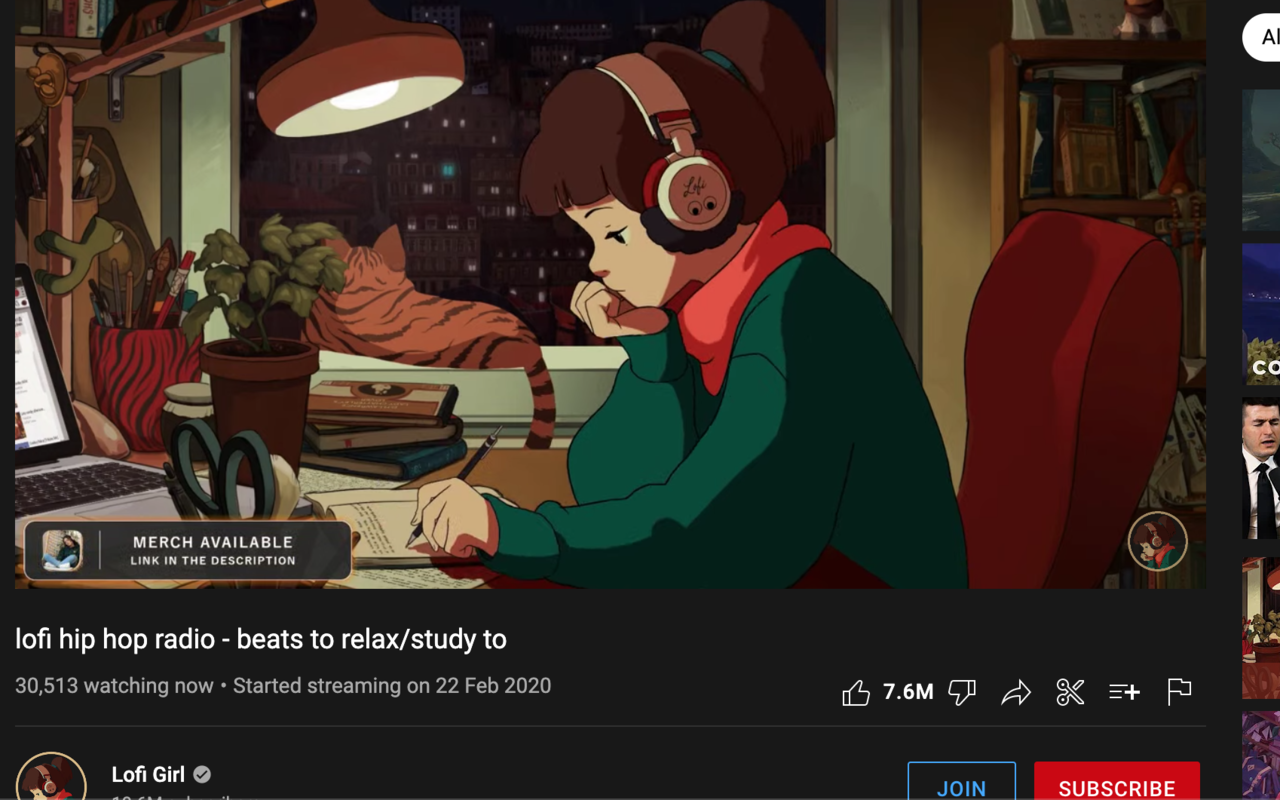 Al
Lofi
CO
MERCH AVAILABLE
LINK IN THE DESCRIPTION
lofi hip hop radio - beats to relax/study to
30,513 watching now • Started streaming on 22 Feb 2020
7.6M
Lofi Girl
JOIN
SUBSCRIBE